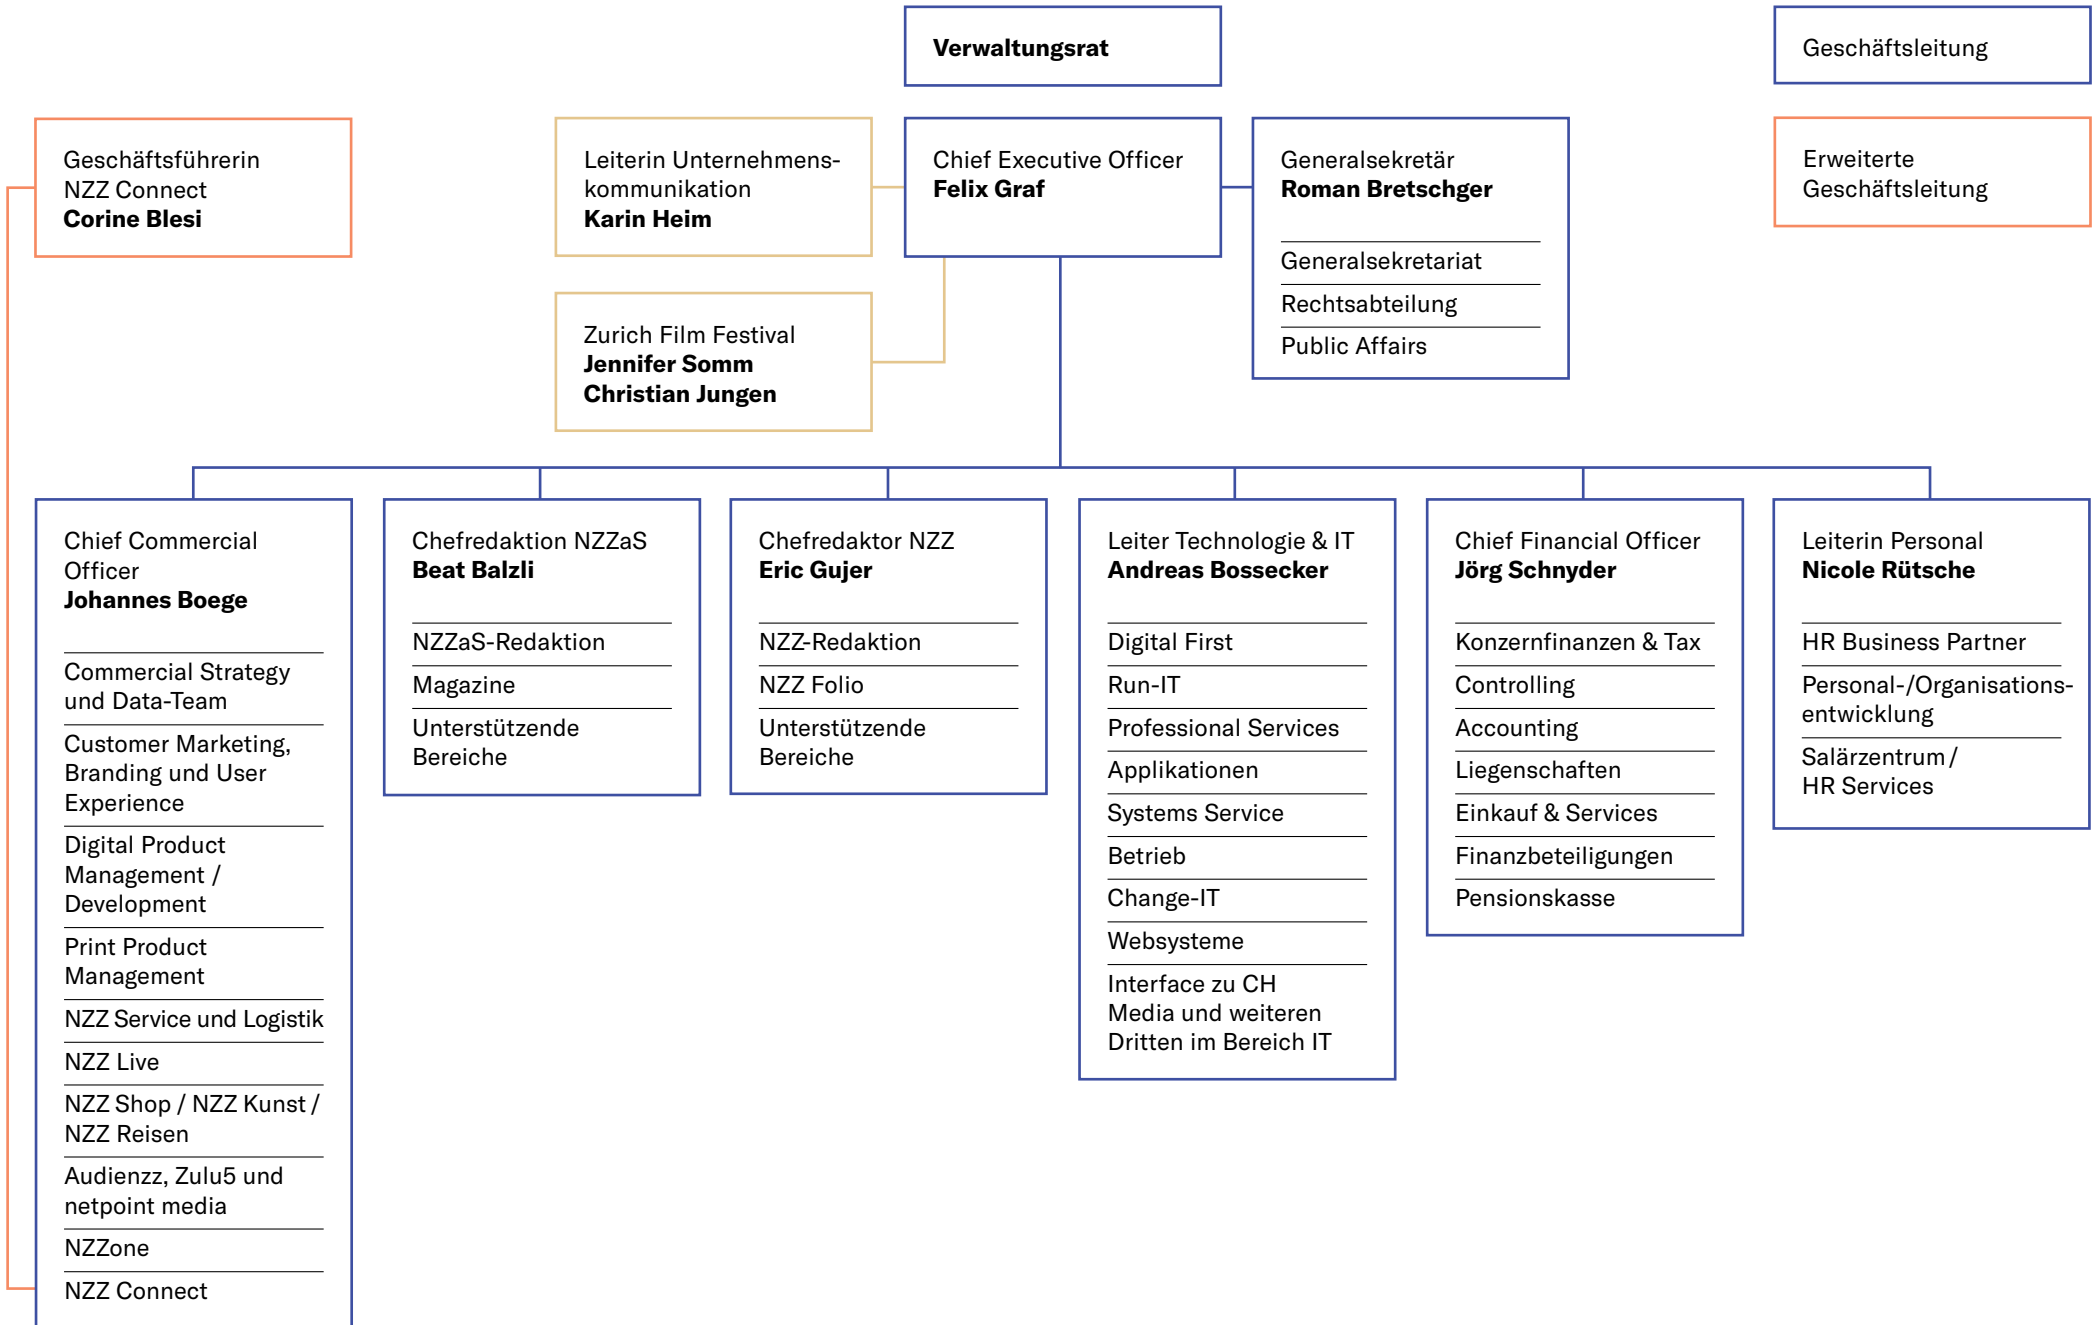 Verwaltungsrat
Geschäftsleitung
Geschäftsführerin
NZZ Connect
Corine Blesi
Leiterin Unternehmens-
kommunikation
Karin Heim
Chief Executive Officer
Felix Graf
Generalsekretär
Roman Bretschger
Generalsekretariat
Rechtsabteilung
Public Affairs
Erweiterte
Geschäftsleitung
Zurich Film Festival
Jennifer Somm
Christian Jungen
Chief Commercial
Officer
Johannes Boege
Commercial Strategy
und Data-Team
Customer Marketing,
Branding und User
Experience
Digital Product
Management /
Development
Print Product
Management
NZZ Service und Logistik
NZZ Live
NZZ Shop / NZZ Kunst /
NZZ Reisen
Audienzz, Zulu5 und
netpoint media
NZZone
NZZ Connect
Chefredaktion NZZaS
Beat Balzli
NZZaS-Redaktion
Magazine
Unterstützende
Bereiche
Chefredaktor NZZ
Eric Gujer
NZZ-Redaktion
NZZ Folio
Unterstützende
Bereiche
Leiter Technologie & IT
Andreas Bossecker
Digital First
Run-IT
Professional Services
Applikationen
Systems Service
Betrieb
Change-IT
Websysteme
Interface zu CH
Media und weiteren
Dritten im Bereich IT
Chief Financial Officer
Jörg Schnyder
Konzernfinanzen & Tax
Controlling
Accounting
Liegenschaften
Einkauf & Services
Finanzbeteiligungen
Pensionskasse
Leiterin Personal
Nicole Rütsche
HR Business Partner
Personal-/Organisations-
entwicklung
Salärzentrum /
HR Services